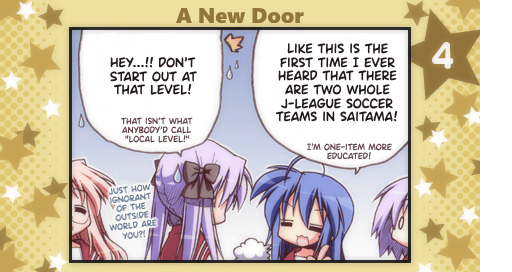 A New Door
4
HEY...!! DON'T
START OUT AT
THAT LEVEL!
THAT ISN'T WHAT
ANYBODY'D CALL
"LOCAL LEVEL!"
LIKE THIS IS THE
FIRST TIME I EVER
HEARD THAT THERE
ARE TWO WHOLE
J-LEAGUE SOCCER
TEAMS IN SAITAMA!
I'M ONE-ITEM MORE
EDUCATED!
JUST HOW
IGNORANT
OF THE
OUTSIDE
WORLD ARE
YOU?!